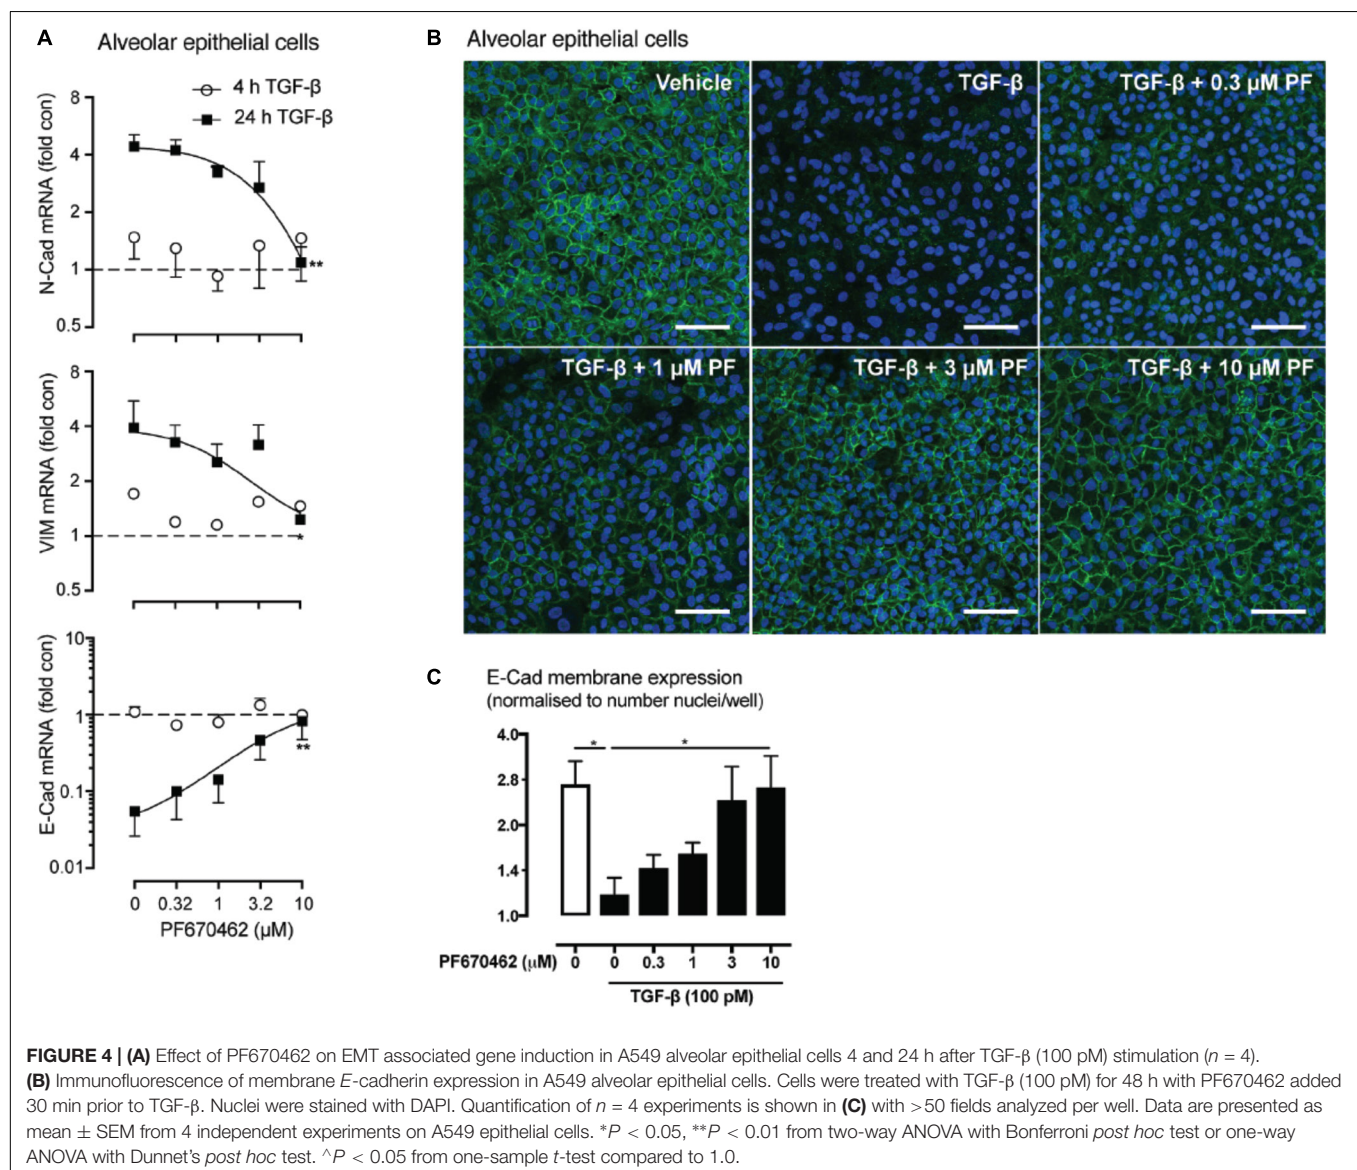 A
Alveolar epithelial cells
4 h TGF-β
24 h TGF-β
N-Cad mRNA (fold con)
8
4
2
1
0.5
**
VIM mRNA (fold con)
8
4
2
1
0.5
*
E-Cad mRNA (fold con)
10
1
0.1
0.01
**
0 0.32 1 3.2 10
PF670462 (μM)
B
Alveolar epithelial cells
Vehicle
TGF-β
TGF-β + 0.3 μM PF
TGF-β + 1 μM PF
TGF-β + 3 μM PF
TGF-β + 10 μM PF
C
E-Cad membrane expression
(normalised to number nuclei/well)
4.0
2.8
2.0
1.4
1.0
*
*
PF670462 (μM) 0 0 0.3 1 3 10
TGF-β (100 pM)
FIGURE 4 | (A) Effect of PF670462 on EMT associated gene induction in A549 alveolar epithelial cells 4 and 24 h after TGF-β (100 pM) stimulation (n = 4).
(B) Immunofluorescence of membrane E-cadherin expression in A549 alveolar epithelial cells. Cells were treated with TGF-β (100 pM) for 48 h with PF670462 added
30 min prior to TGF-β. Nuclei were stained with DAPI. Quantification of n = 4 experiments is shown in (C) with >50 fields analyzed per well. Data are presented as
mean ± SEM from 4 independent experiments on A549 epithelial cells. *P < 0.05, **P < 0.01 from two-way ANOVA with Bonferroni post hoc test or one-way
ANOVA with Dunnet's post hoc test. ^P < 0.05 from one-sample t-test compared to 1.0.